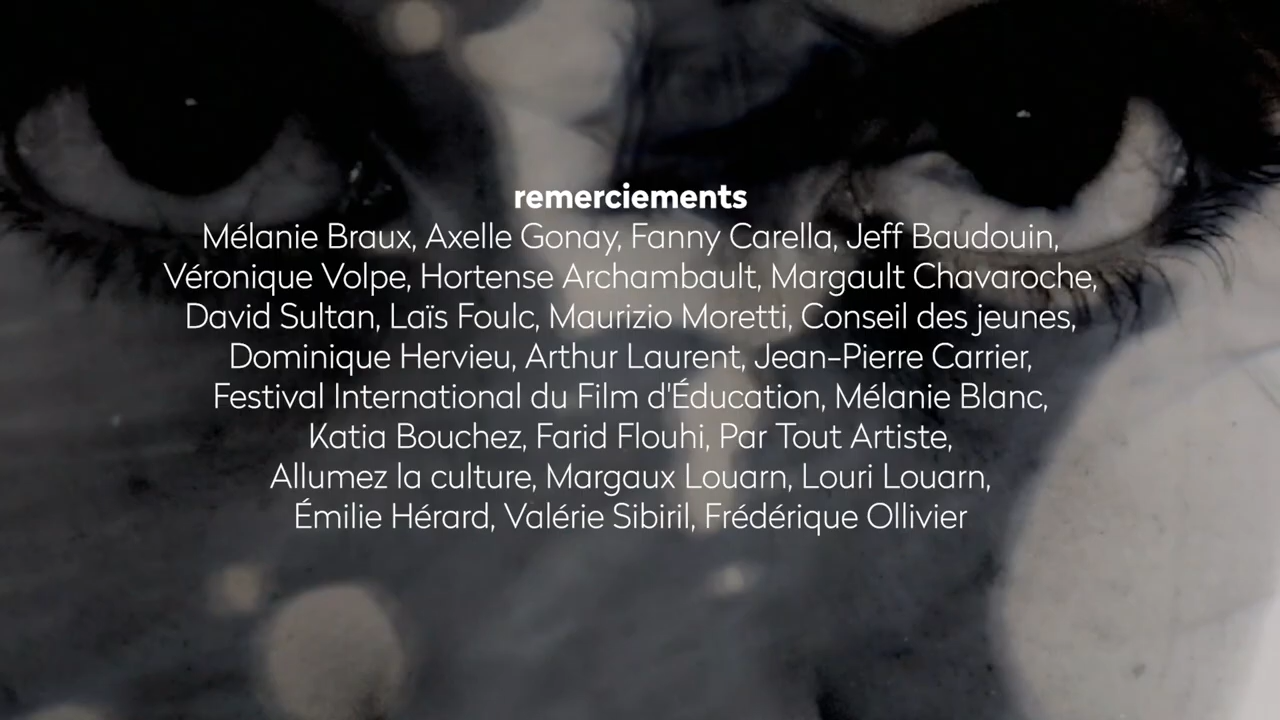 remerciements
Mélanie Braux, Axelle Gonay, Fanny Carella, Jeff Baudouin,
Véronique Volpe, Hortense Archambault, Margault Chavaroche,
David Sultan, Laïs Foulc, Maurizio Moretti, Conseil des jeunes,
Dominique Hervieu, Arthur Laurent, Jean-Pierre Carrier,
Festival International du Film d'Éducation, Mélanie Blanc,
Katia Bouchez, Farid Flouhi, Par Tout Artiste,
Allumez la culture, Margaux Louarn, Louri Louarn,
Émilie Hérard, Valérie Sibiril, Frédérique Ollivier